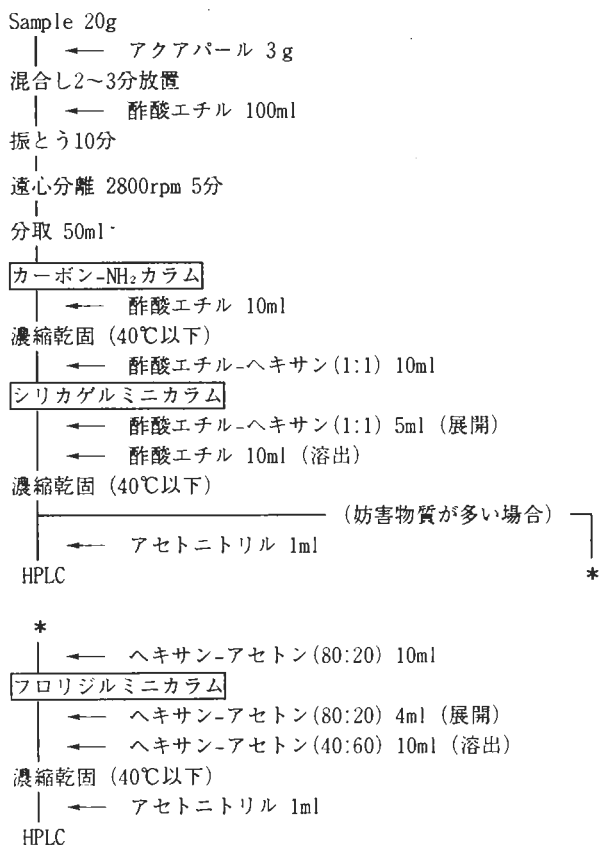 Sample 20g
← アクアパール 3g
混合し2~3分放置
← 酢酸エチル 100ml
振とう10分
遠心分離 2800rpm 5分
分取 50ml
カーボン-NH₂カラム
← 酢酸エチル 10ml
濃縮乾固 (40℃以下)
← 酢酸エチル-ヘキサン(1:1) 10ml
シリカゲルミニカラム
← 酢酸エチル-ヘキサン(1:1) 5ml (展開)
← 酢酸エチル 10ml (溶出)
濃縮乾固 (40℃以下)
(妨害物質が多い場合)
← アセトニトリル 1ml
HPLC *
*
← ヘキサン-アセトン(80:20) 10ml
フロリジルミニカラム
← ヘキサン-アセトン(80:20) 4ml (展開)
← ヘキサン-アセトン(40:60) 10ml (溶出)
濃縮乾固 (40℃以下)
← アセトニトリル 1ml
HPLC